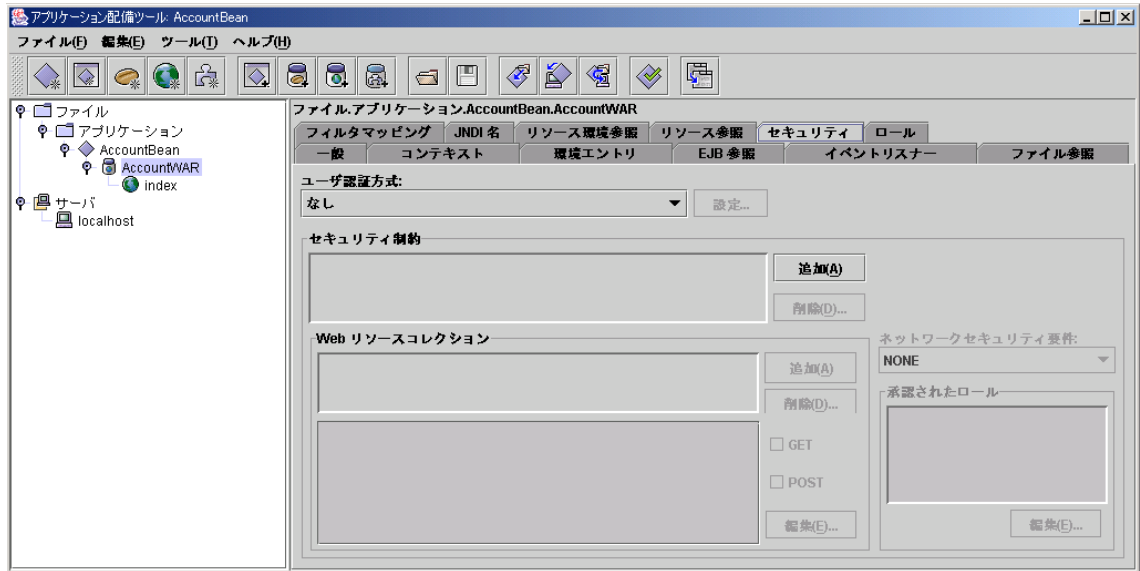 アプリケーション配備ツール: AccountBean
ファイル(F) 編集(E) ツール(T) ヘルプ(H)
ファイル
アプリケーション
AccountBean
AccountWAR
index
サーバ
localhost
ファイル.アプリケーション.AccountBean.AccountWAR
フィルタマッピング JNDI 名 リソース環境参照 リソース参照 セキュリティ ロール
一般 コンテキスト 環境エントリ EJB 参照 イベントリスナー ファイル参照
ユーザ認証方式:
なし 設定...
セキュリティ制約
追加(A)
削除(D)...
Web リソースコレクション
追加(A)
削除(D)...
GET
POST
編集(E)...
ネットワークセキュリティ要件:
NONE
承認されたロール
編集(E)...